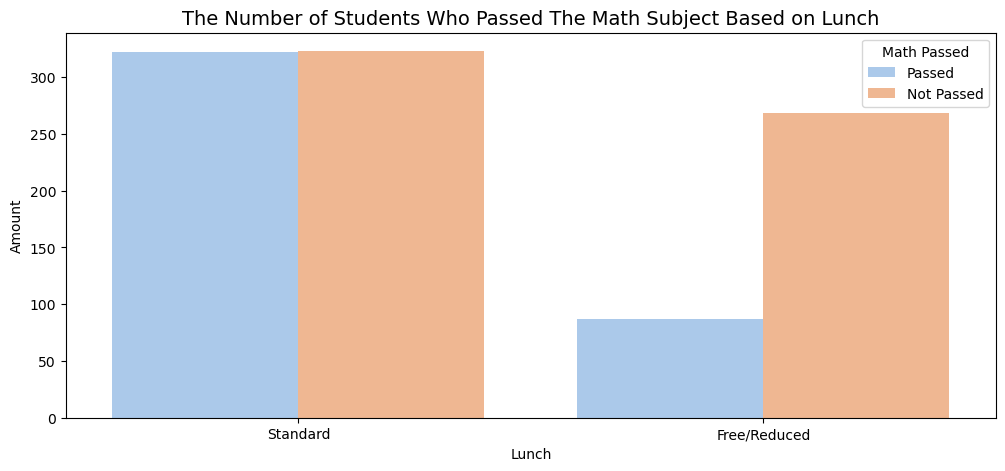 The Number of Students Who Passed The Math Subject Based on Lunch
Math Passed
Passed
Not Passed
300
250
200
150
100
50
0
Amount
Standard
Free/Reduced
Lunch